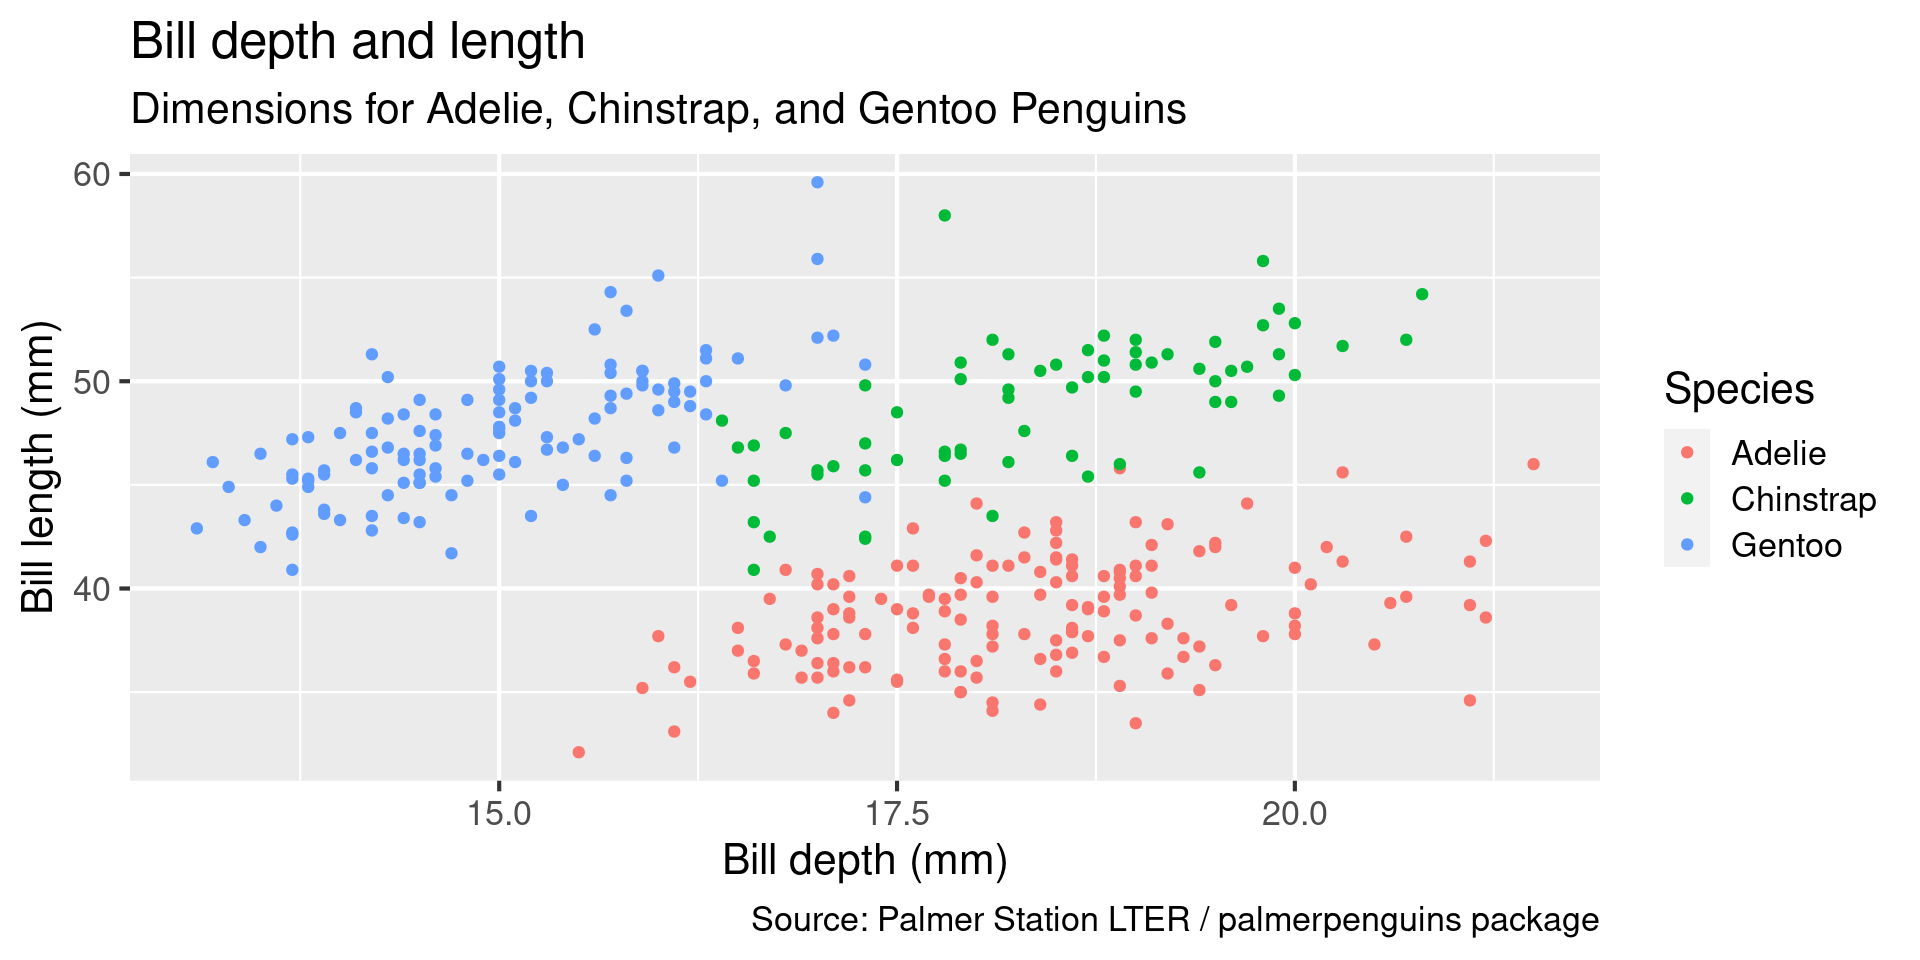 Bill depth and length
Dimensions for Adelie, Chinstrap, and Gentoo Penguins
60
50
40
Bill length (mm)
15.0 17.5 20.0
Bill depth (mm)
Species
Adelie
Chinstrap
Gentoo
Source: Palmer Station LTER / palmerpenguins package